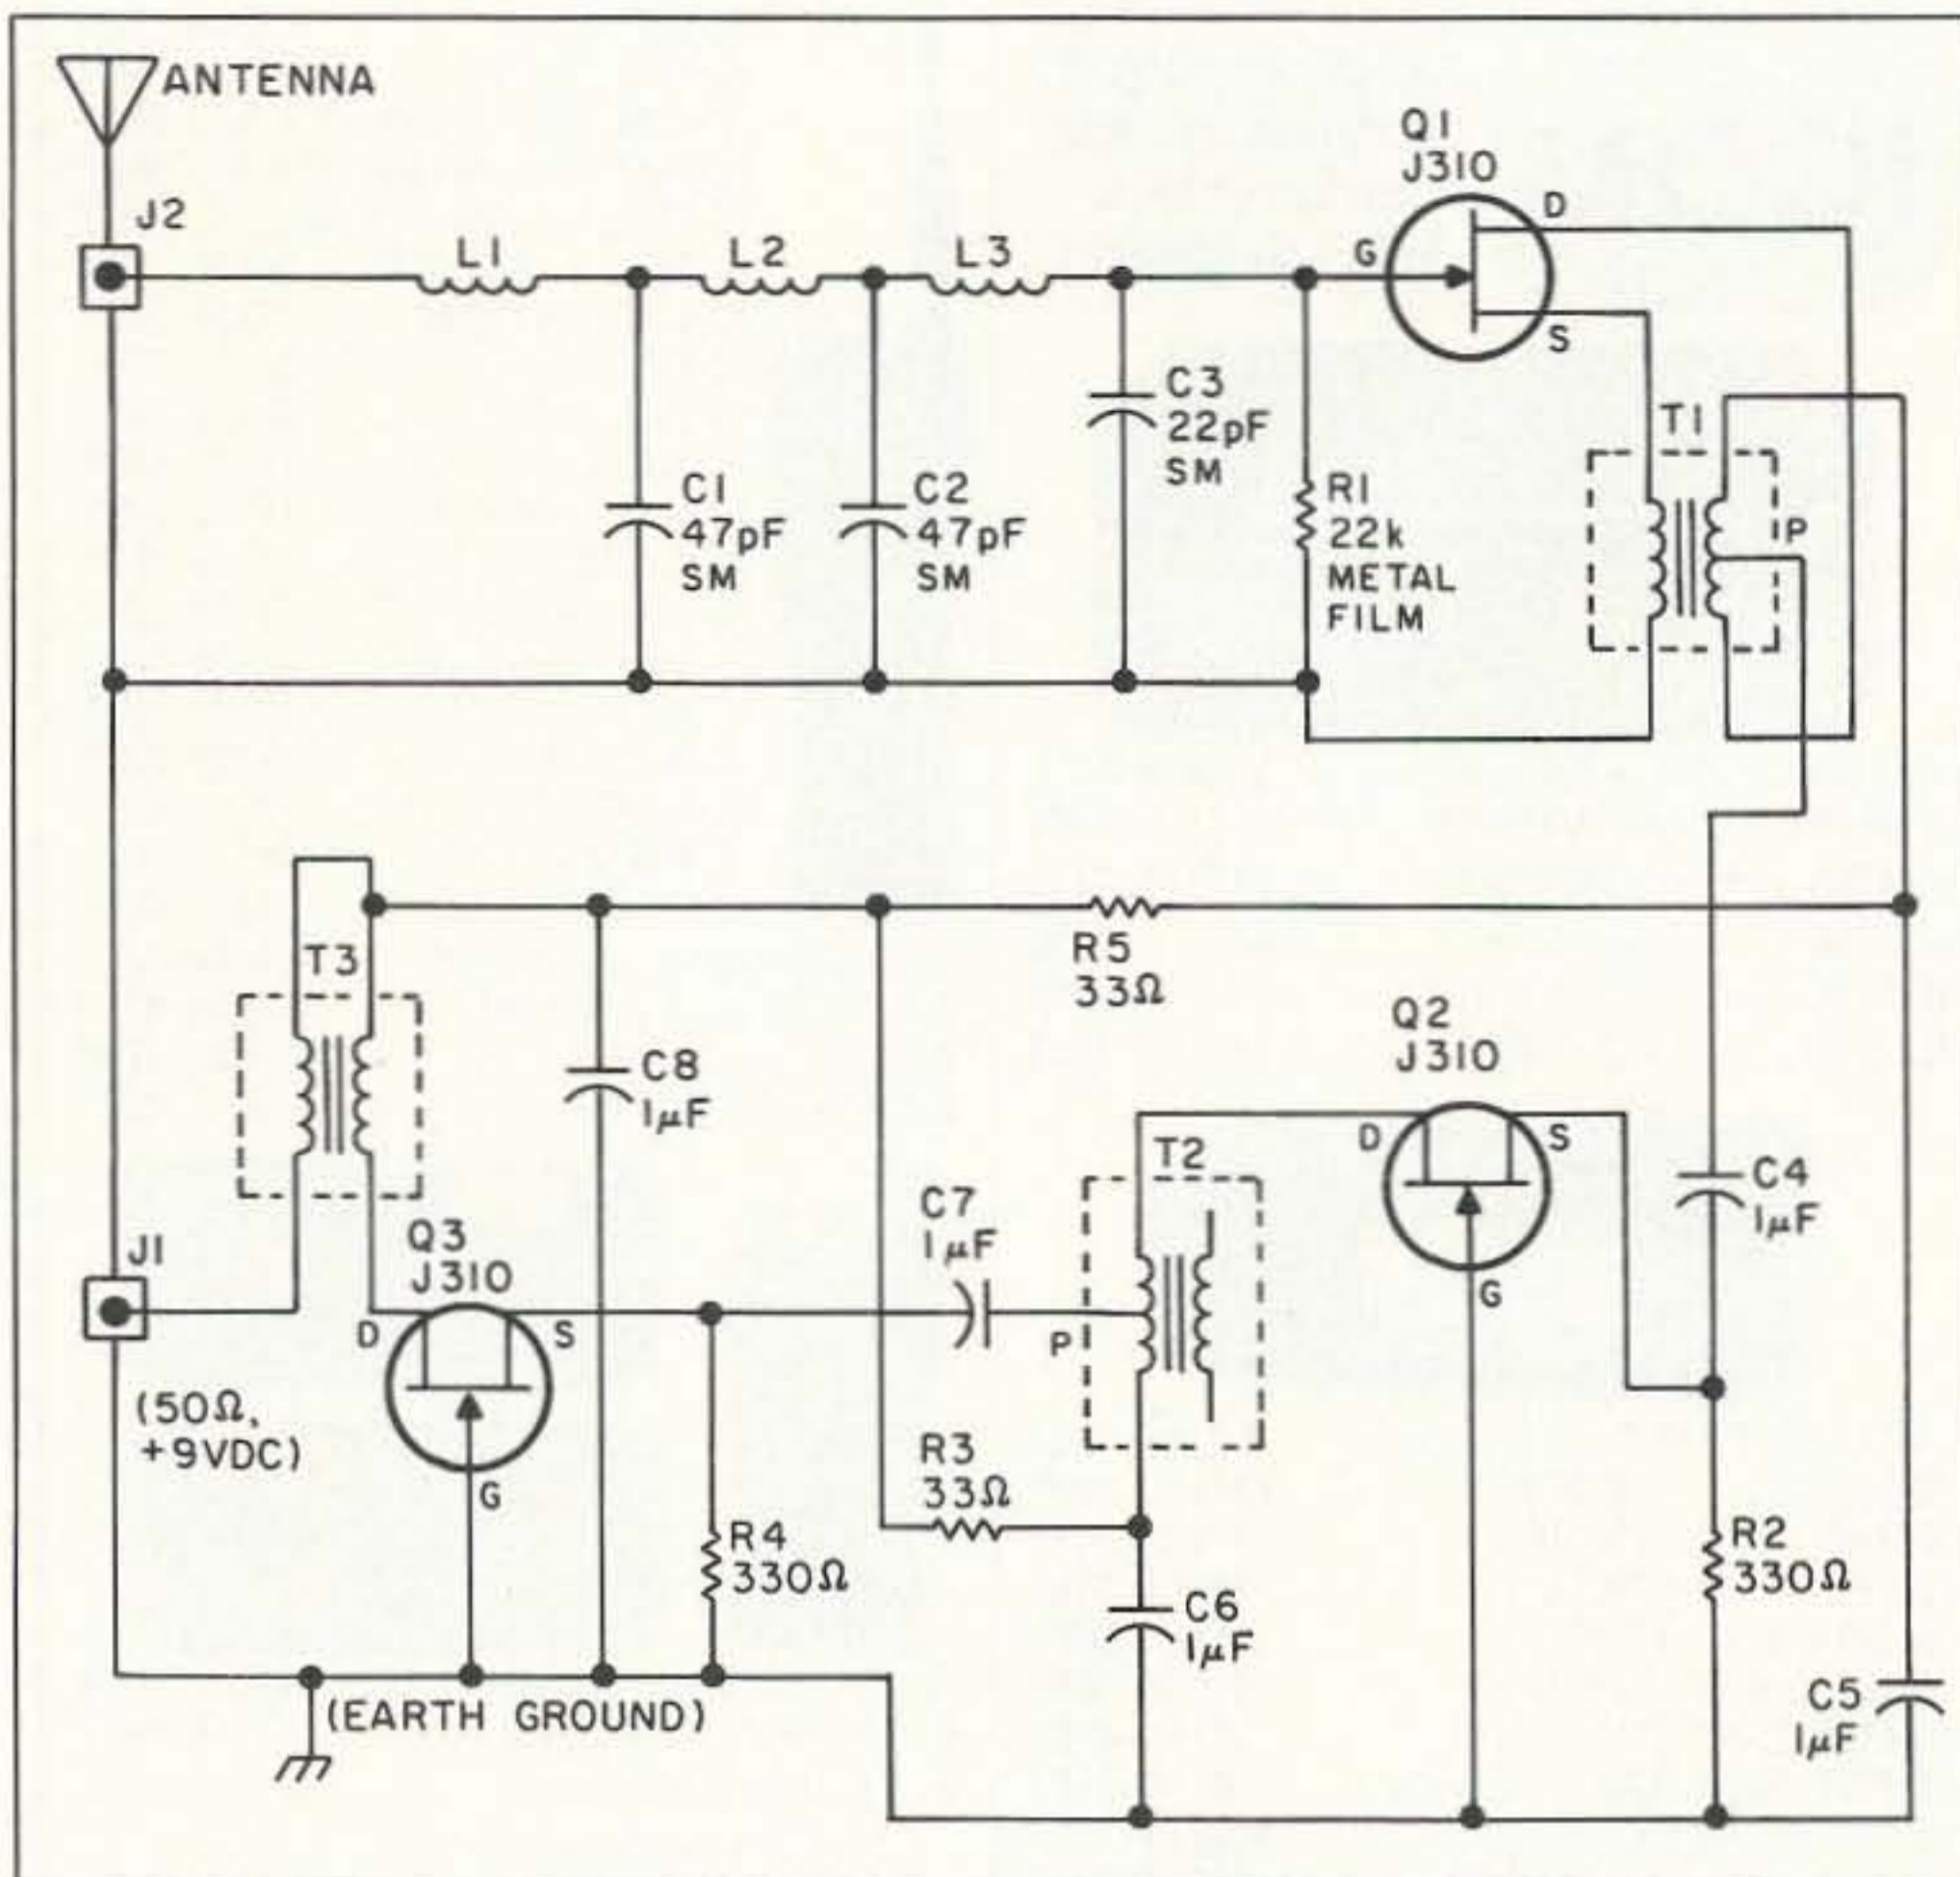 ANTENNA
J2
L1
L2
L3
Q1
J310
D
G
S
C3
22pF
SM
T1
P
C1
47pF
SM
C2
47pF
SM
R1
22k
METAL
FILM
T3
R5
33Ω
Q2
J310
C8
1µF
D
S
G
T2
C4
1µF
C7
1µF
P
J1
Q3
J310
D
S
G
(50Ω,
+9VDC)
R3
33Ω
R4
330Ω
R2
330Ω
C6
1µF
C5
1µF
(EARTH GROUND)